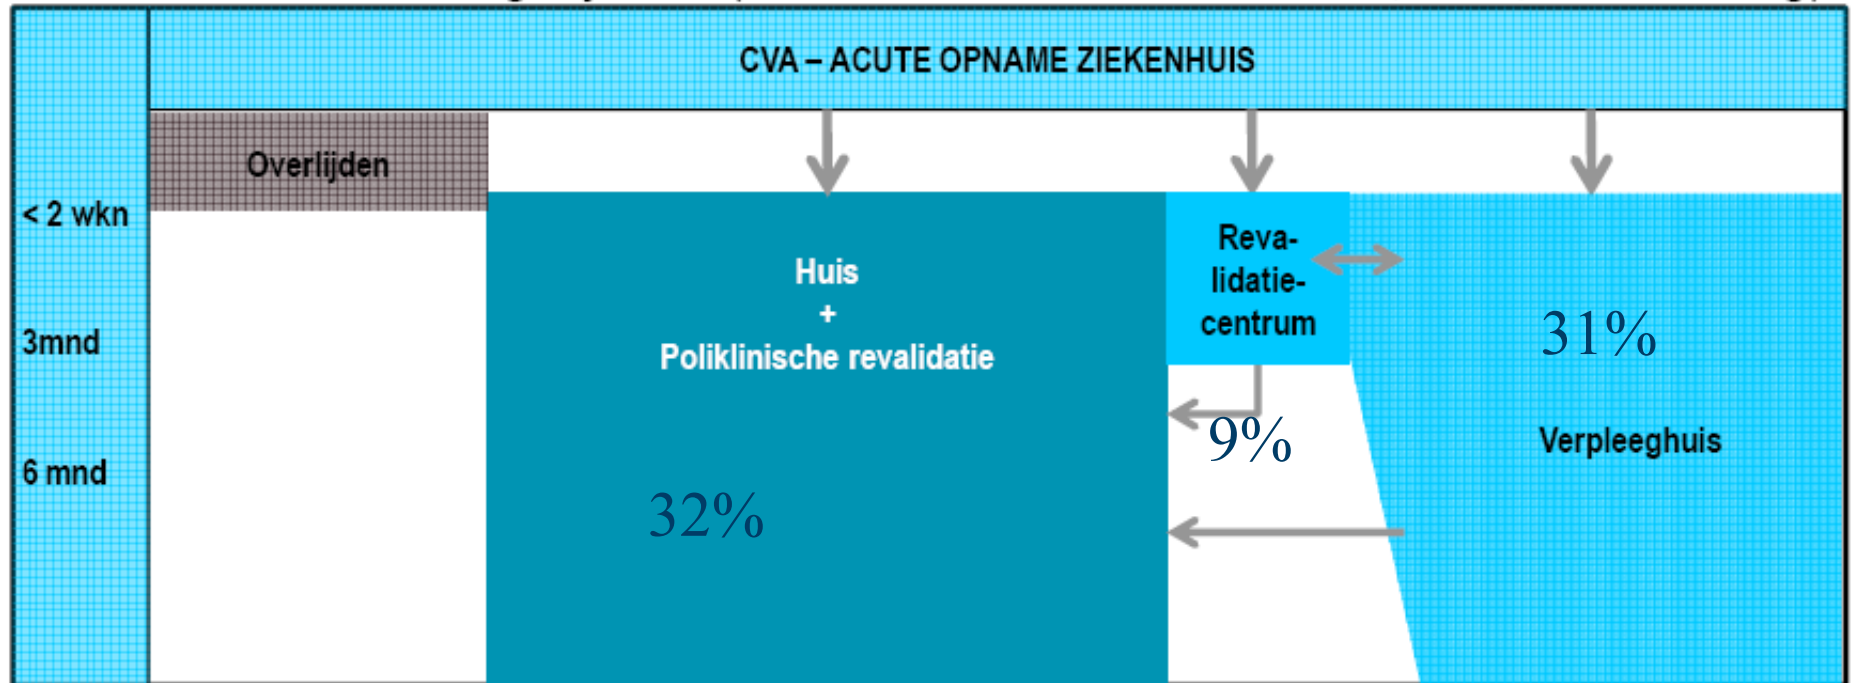 CVA – ACUTE OPNAME ZIEKENHUIS
Overlijden
< 2 wkn
3mnd
6 mnd
Huis
+
Poliklinische revalidatie
32%
Reva-
lidatie-
centrum
9%
31%
Verpleeghuis